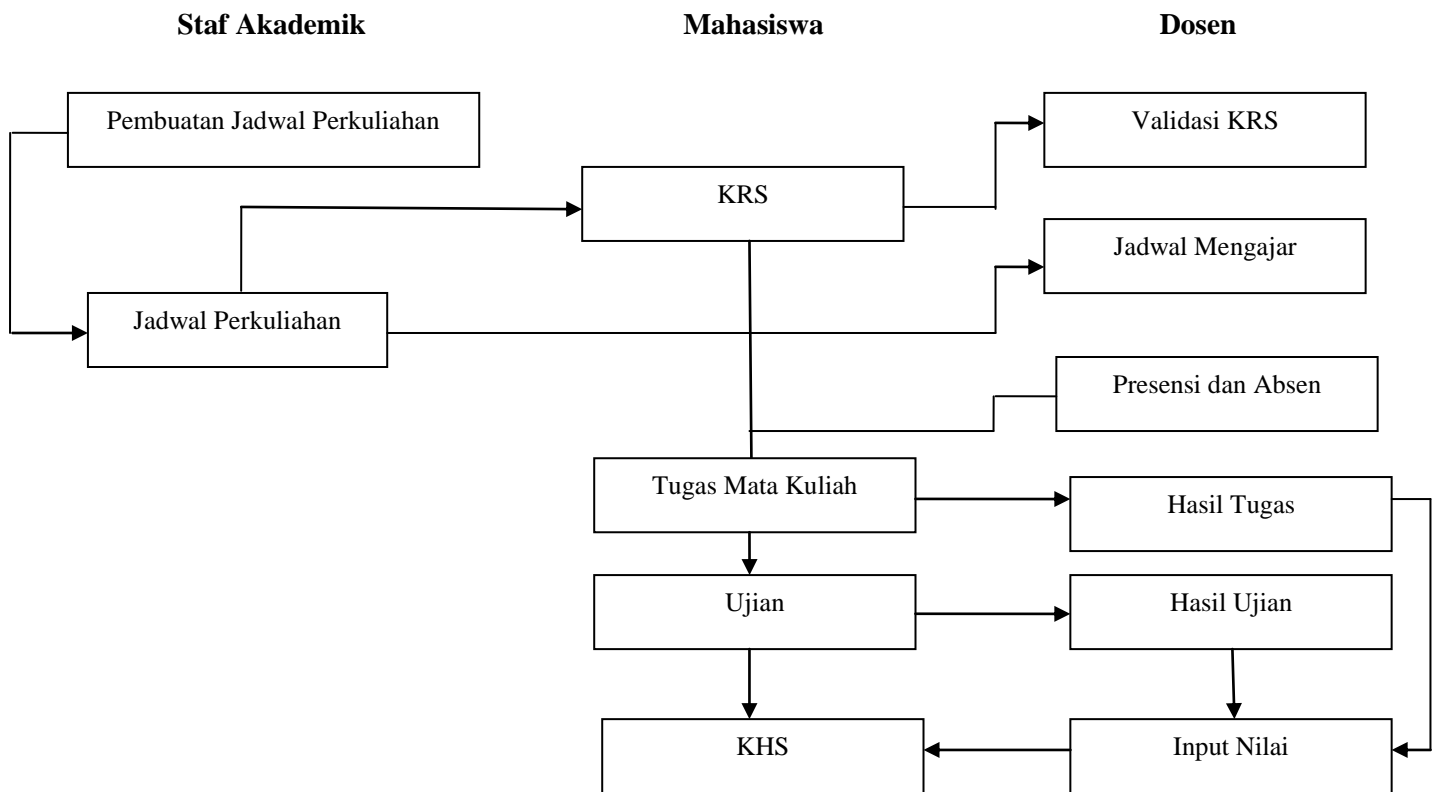 Staf Akademik
Mahasiswa
Dosen
Pembuatan Jadwal Perkuliahan
Validasi KRS
KRS
Jadwal Mengajar
Jadwal Perkuliahan
Presensi dan Absen
Tugas Mata Kuliah
Hasil Tugas
Ujian
Hasil Ujian
KHS
Input Nilai